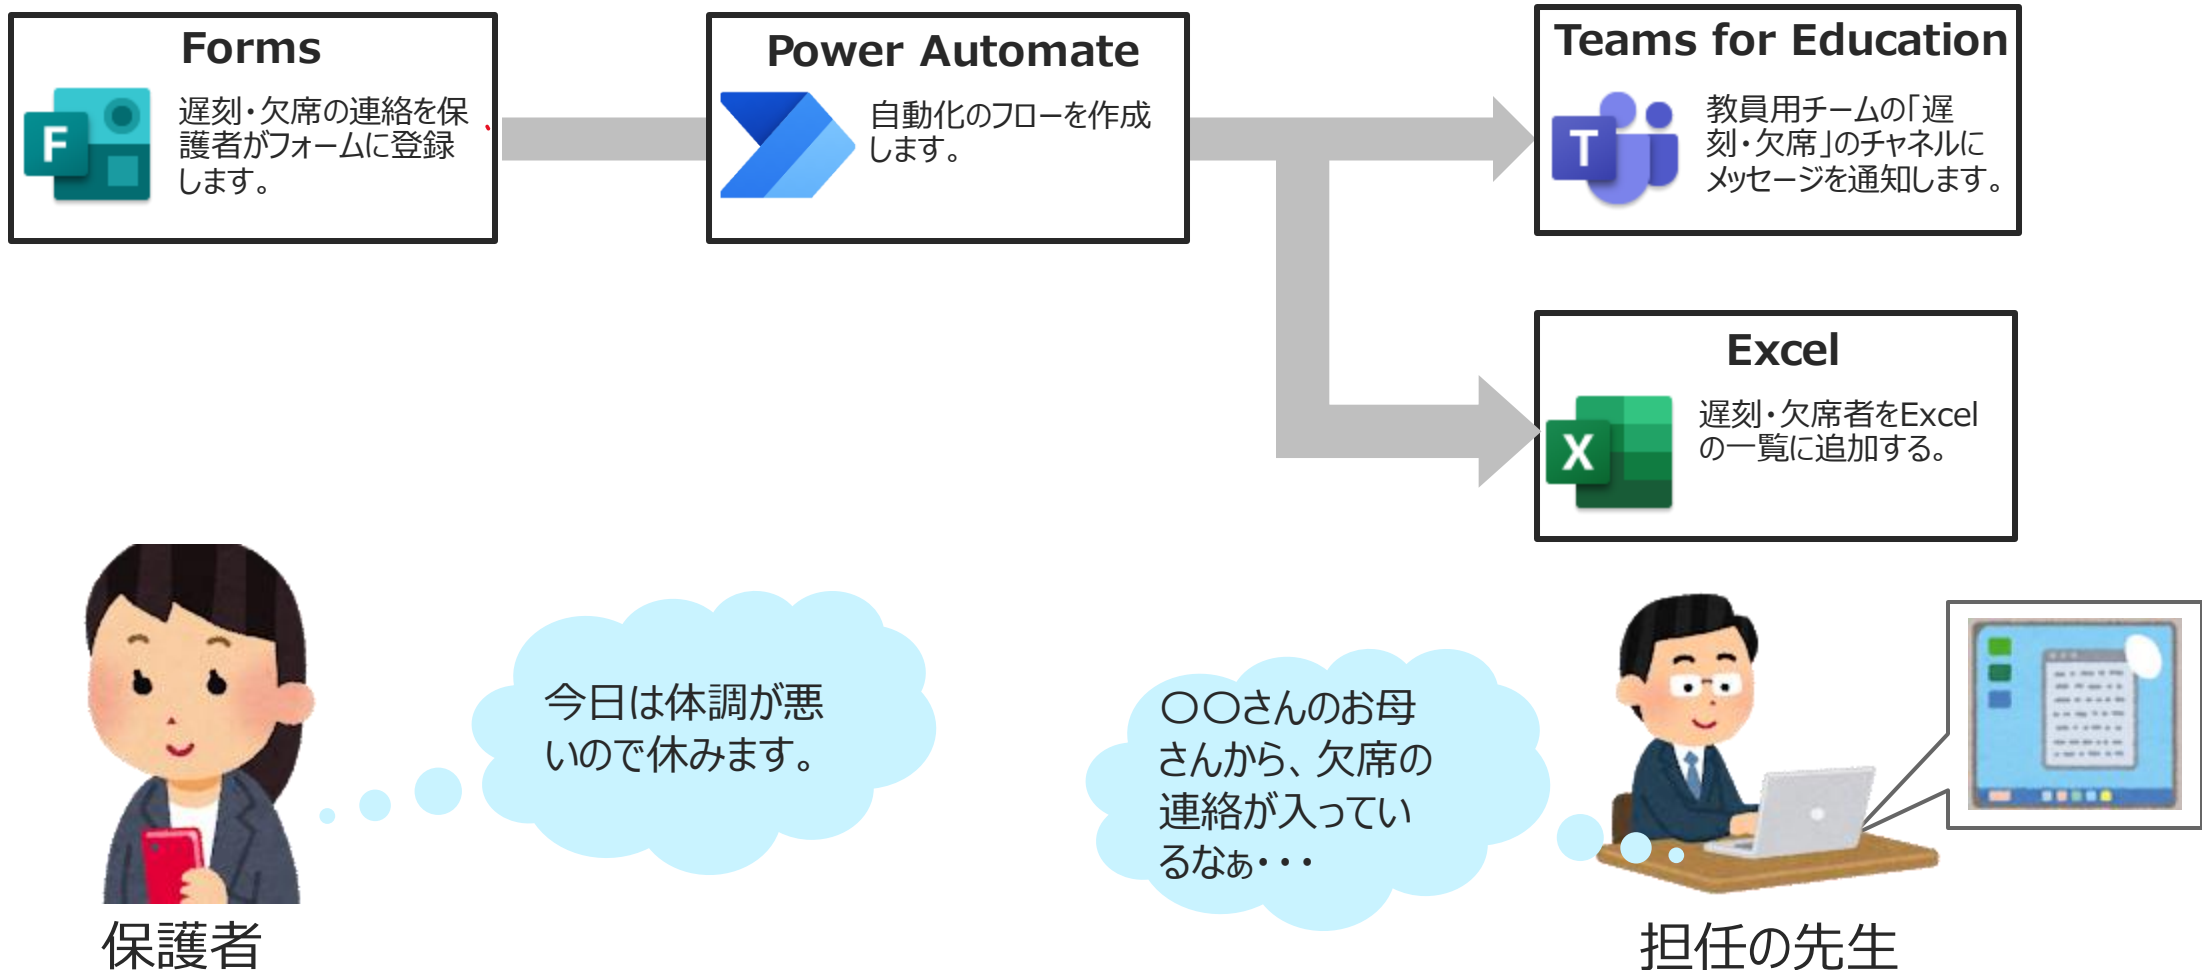 Forms
遅刻・欠席の連絡を保
護者がフォームに登録
します。
Power Automate
自動化のフローを作成
します。
Teams for Education
教員用チームの「遅
刻・欠席」のチャネルに
メッセージを通知します。
Excel
遅刻・欠席者をExcel
の一覧に追加する。
今日は体調が悪
いので休みます。
〇〇さんのお母
さんから、欠席の
連絡が入ってい
るなぁ・・・
保護者
担任の先生
F
T
X